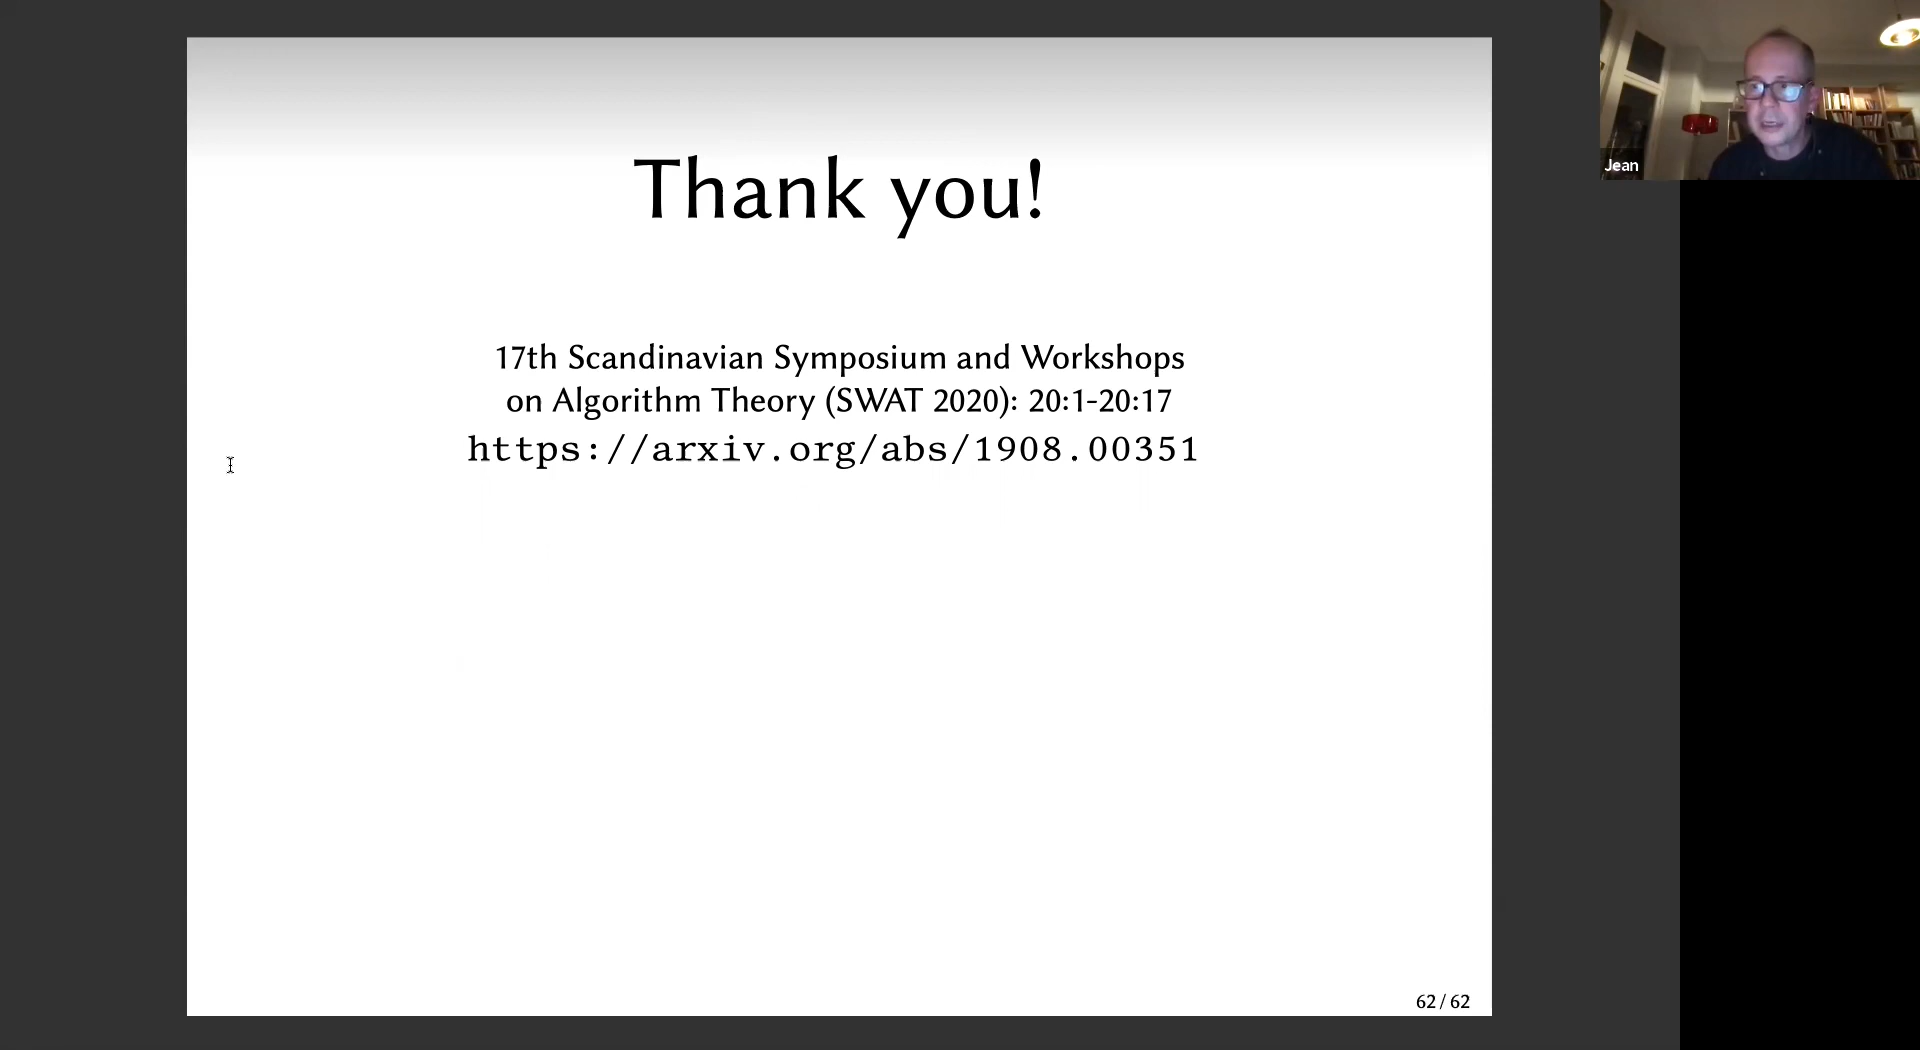 Thank you!
17th Scandinavian Symposium and Workshops
on Algorithm Theory (SWAT 2020): 20:1-20:17
https://arxiv.org/abs/1908.00351
62 / 62
Jean